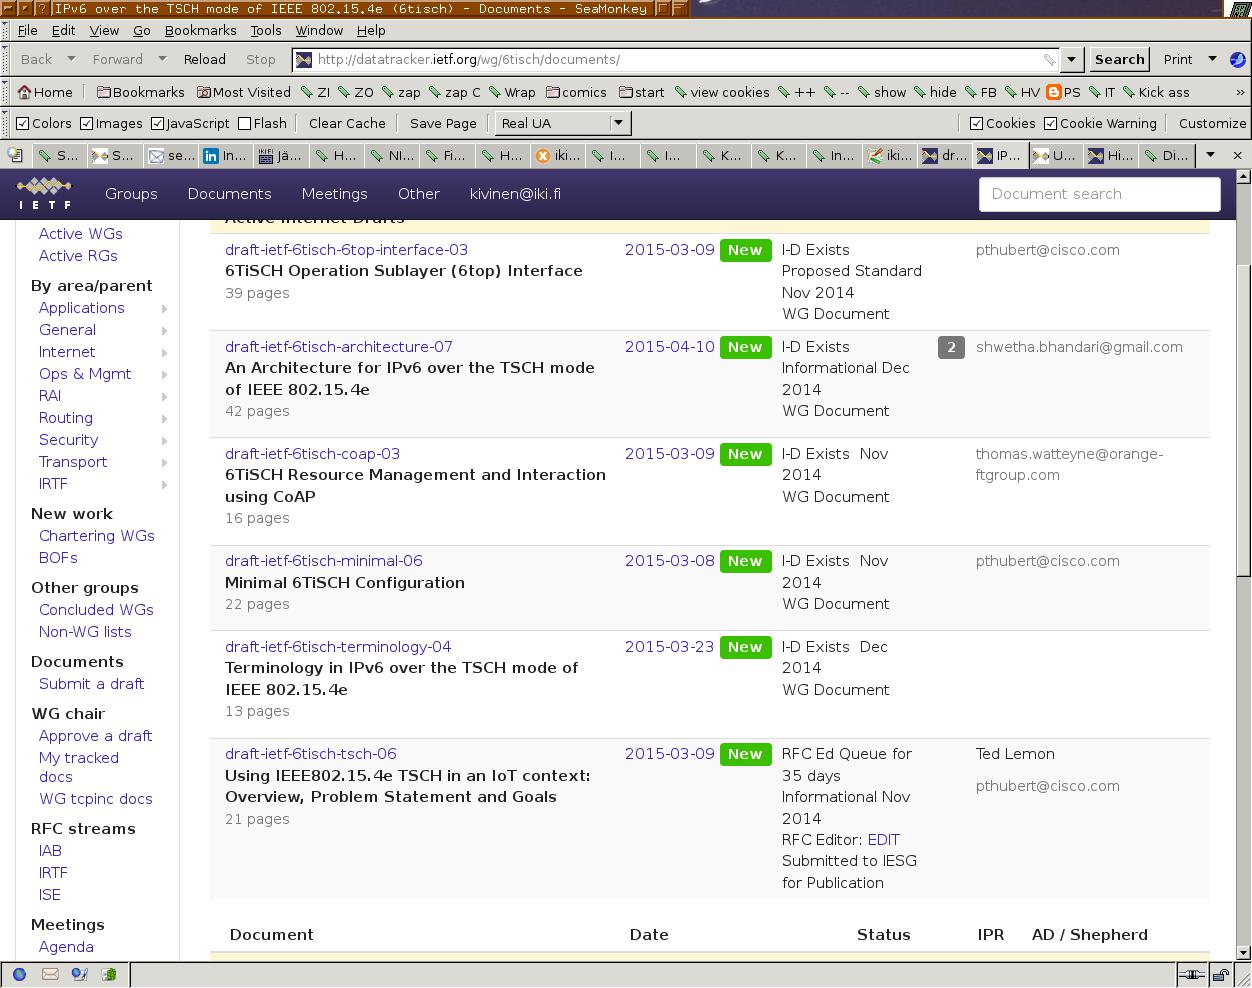 IPv6 over the TSCH mode of IEEE 802.15.4e (6tisch) - Documents - SeaMonkey
File Edit View Go Bookmarks Tools Window Help
Back Forward Reload Stop http://datatracker.ietf.org/wg/6tisch/documents/ Search Print
Home Bookmarks Most Visited ZI ZO zap zap C Wrap comics start view cookies ++ -- show hide FB HV PS IT Kick ass »
Colors Images JavaScript Flash Clear Cache Save Page Real UA Cookies Cookie Warning Customize
S... S... se... In... Jä... H... NI... Fi... H... iki... I... I... K... K... In... iki... dr... IP... U... Hi... Di...
IETF Groups Documents Meetings Other kivinen@iki.fi Document search
Active WGs
Active RGs
By area/parent
Applications
General
Internet
Ops & Mgmt
RAI
Routing
Security
Transport
IRTF
New work
Chartering WGs
BOFs
Other groups
Concluded WGs
Non-WG lists
Documents
Submit a draft
WG chair
Approve a draft
My tracked
docs
WG tcpinc docs
RFC streams
IAB
IRTF
ISE
Meetings
Agenda
Active Internet-Drafts
draft-ietf-6tisch-6top-interface-03 2015-03-09 New I-D Exists pthubert@cisco.com
6TiSCH Operation Sublayer (6top) Interface Proposed Standard
39 pages Nov 2014
WG Document
draft-ietf-6tisch-architecture-07 2015-04-10 New I-D Exists 2 shwetha.bhandari@gmail.com
An Architecture for IPv6 over the TSCH mode Informational Dec
of IEEE 802.15.4e 2014
42 pages WG Document
draft-ietf-6tisch-coap-03 2015-03-09 New I-D Exists Nov thomas.watteyne@orange-
6TiSCH Resource Management and Interaction 2014 ftgroup.com
using CoAP WG Document
16 pages
draft-ietf-6tisch-minimal-06 2015-03-08 New I-D Exists Nov pthubert@cisco.com
Minimal 6TiSCH Configuration 2014
22 pages WG Document
draft-ietf-6tisch-terminology-04 2015-03-23 New I-D Exists Dec
Terminology in IPv6 over the TSCH mode of 2014
IEEE 802.15.4e WG Document
13 pages
draft-ietf-6tisch-tsch-06 2015-03-09 New RFC Ed Queue for Ted Lemon
Using IEEE802.15.4e TSCH in an IoT context: 35 days pthubert@cisco.com
Overview, Problem Statement and Goals Informational Nov
21 pages 2014
RFC Editor: EDIT
Submitted to IESG
for Publication
Document Date Status IPR AD / Shepherd